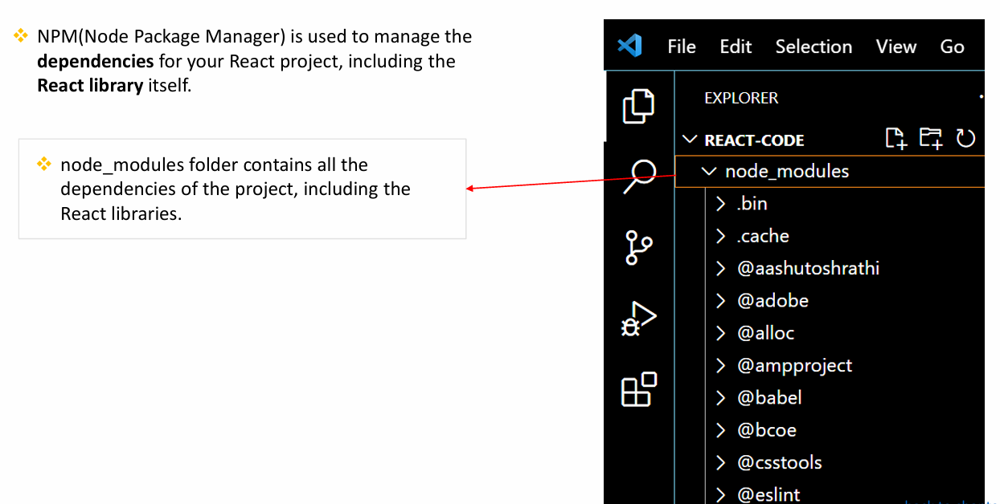 NPM(Node Package Manager) is used to manage the
dependencies for your React project, including the
React library itself.
node_modules folder contains all the
dependencies of the project, including the
React libraries.
File Edit Selection View Go
EXPLORER
REACT-CODE
node_modules
.bin
.cache
@aashutoshrathi
@adobe
@alloc
@ampproject
@babel
@bcoe
@csstools
@eslint